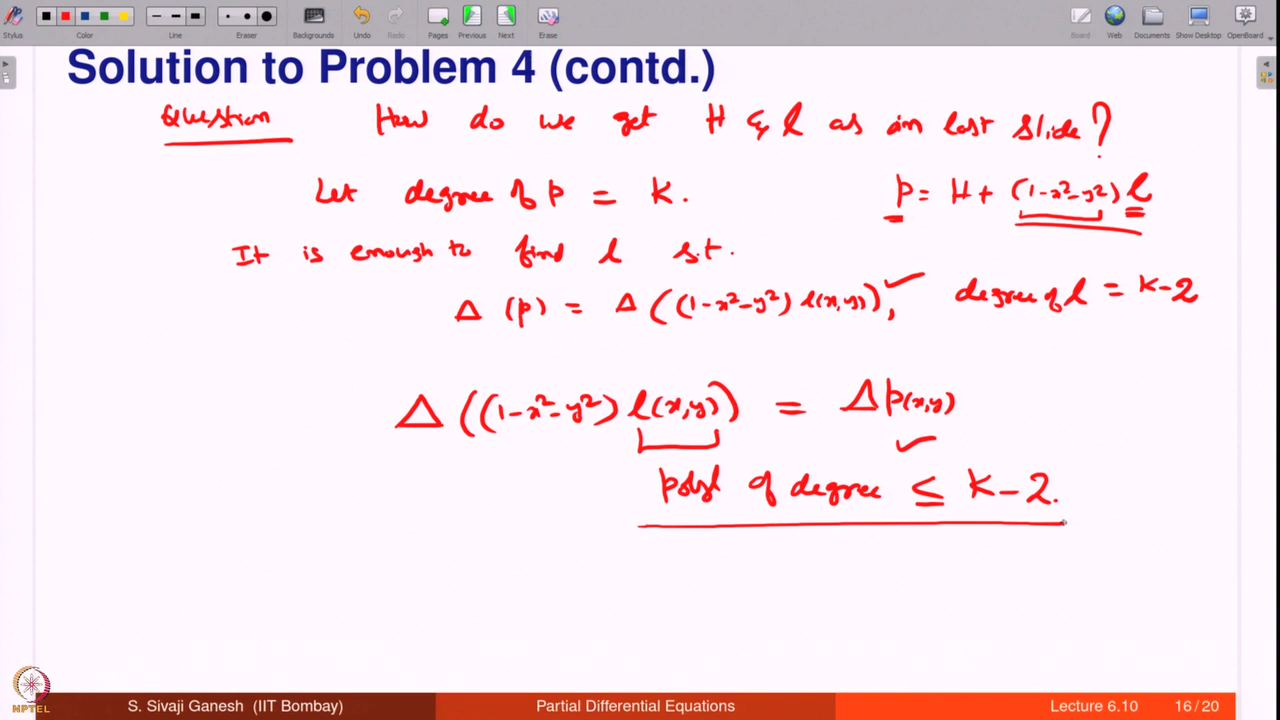 Stylus Color Line Eraser Backgrounds Undo Redo Pages Previous Next Erase Board Web Documents Show Desktop OpenBoard
Solution to Problem 4 (contd.)
Question How do we get H & l as in last slide?
Let degree of p = K. p = H + (1-x²-y²) l
It is enough to find l s.t.
Δ (p) = Δ ((1-x²-y²) l(x,y)), degree of l = K-2
Δ ((1-x²-y²) l(x,y)) = Δp(x,y)
polyl of degree ≤ K-2.
NPTEL
S. Sivaji Ganesh (IIT Bombay) Partial Differential Equations Lecture 6.10 16 / 20